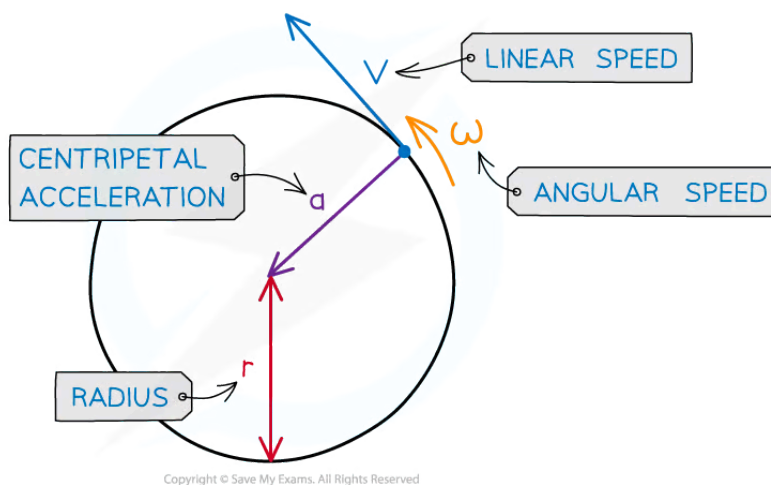 V
LINEAR SPEED
ω
CENTRIPETAL
ACCELERATION
a
ANGULAR SPEED
r
RADIUS
Copyright © Save My Exams. All Rights Reserved